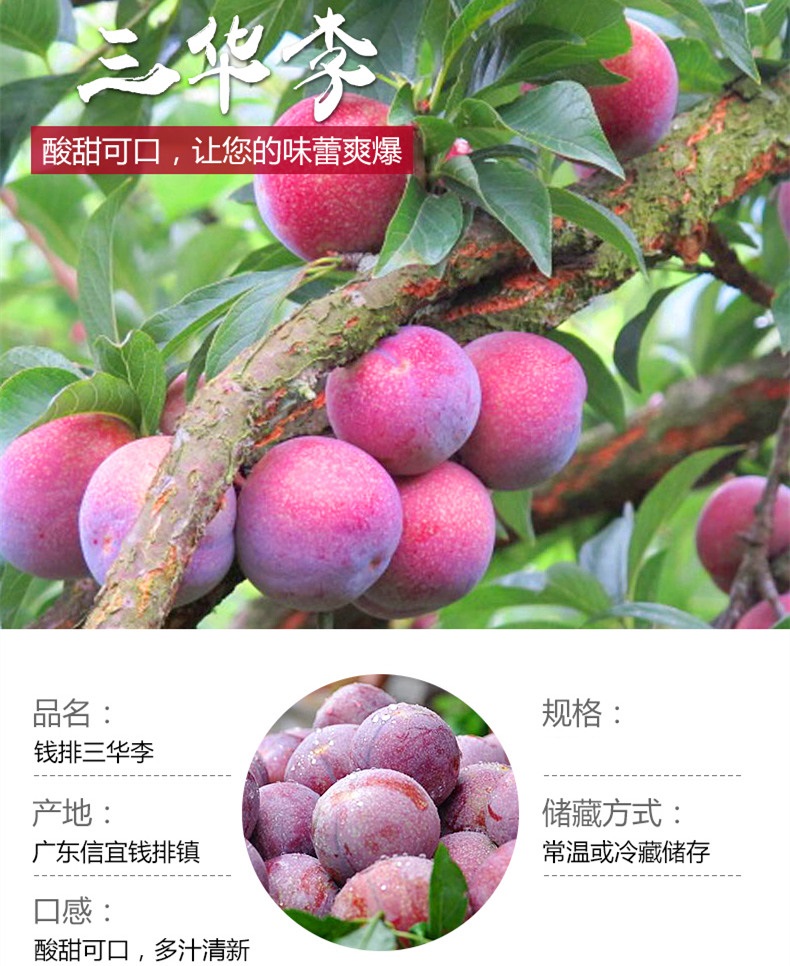 三华李
酸甜可口，让您的味蕾爽爆
品名：
钱排三华李
规格：
产地：
广东信宜钱排镇
储藏方式：
常温或冷藏储存
口感：
酸甜可口，多汁清新